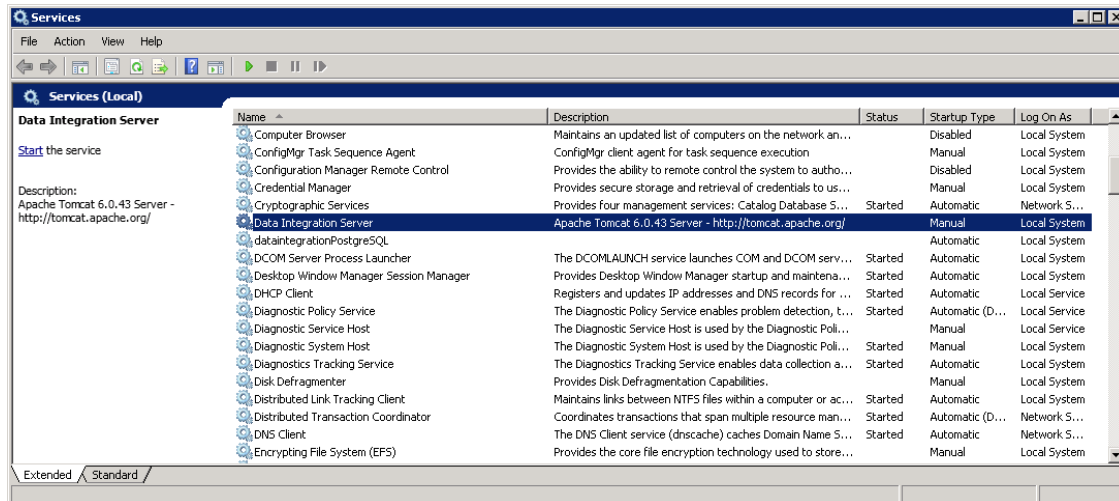 Services
File Action View Help
Services (Local)
Data Integration Server
Start the service
Description:
Apache Tomcat 6.0.43 Server -
http://tomcat.apache.org/
Name Description Status Startup Type Log On As
Computer Browser Maintains an updated list of computers on the network an... Disabled Local System
ConfigMgr Task Sequence Agent ConfigMgr client agent for task sequence execution Manual Local System
Configuration Manager Remote Control Provides the ability to remote control the system to autho... Disabled Local System
Credential Manager Provides secure storage and retrieval of credentials to us... Manual Local System
Cryptographic Services Provides four management services: Catalog Database S... Started Automatic Network S...
Data Integration Server Apache Tomcat 6.0.43 Server - http://tomcat.apache.org/ Manual Local System
dataintegrationPostgreSQL Automatic Local System
DCOM Server Process Launcher The DCOMLAUNCH service launches COM and DCOM serv... Started Automatic Local System
Desktop Window Manager Session Manager Provides Desktop Window Manager startup and maintena... Started Automatic Local System
DHCP Client Registers and updates IP addresses and DNS records for ... Started Automatic Local Service
Diagnostic Policy Service The Diagnostic Policy Service enables problem detection, t... Started Automatic (D... Local Service
Diagnostic Service Host The Diagnostic Service Host is used by the Diagnostic Poli... Manual Local Service
Diagnostic System Host The Diagnostic System Host is used by the Diagnostic Poli... Started Manual Local System
Diagnostics Tracking Service The Diagnostics Tracking Service enables data collection a... Started Automatic Local System
Disk Defragmenter Provides Disk Defragmentation Capabilities. Manual Local System
Distributed Link Tracking Client Maintains links between NTFS files within a computer or ac... Started Automatic Local System
Distributed Transaction Coordinator Coordinates transactions that span multiple resource man... Started Automatic (D... Network S...
DNS Client The DNS Client service (dnscache) caches Domain Name S... Started Automatic Network S...
Encrypting File System (EFS) Provides the core file encryption technology used to store... Manual Local System
Extended Standard